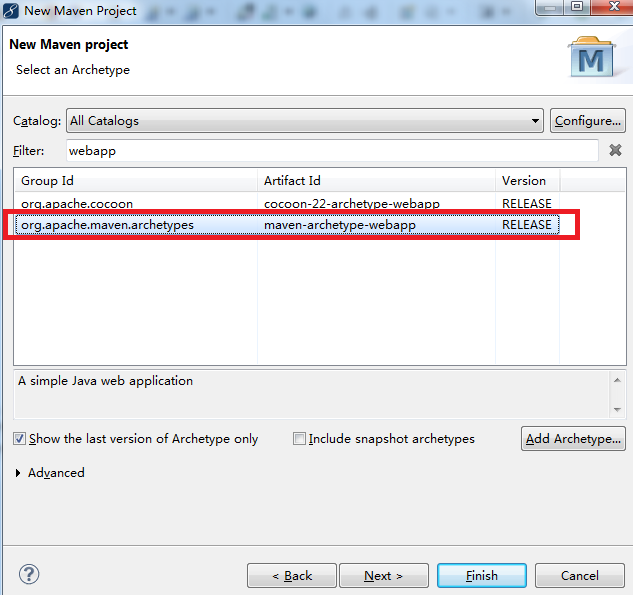 New Maven Project
New Maven project
Select an Archetype
M
Catalog: All Catalogs Configure...
Filter: webapp
Group Id Artifact Id Version
org.apache.cocoon cocoon-22-archetype-webapp RELEASE
org.apache.maven.archetypes maven-archetype-webapp RELEASE
A simple Java web application
Show the last version of Archetype only Include snapshot archetypes Add Archetype...
Advanced
? < Back Next > Finish Cancel